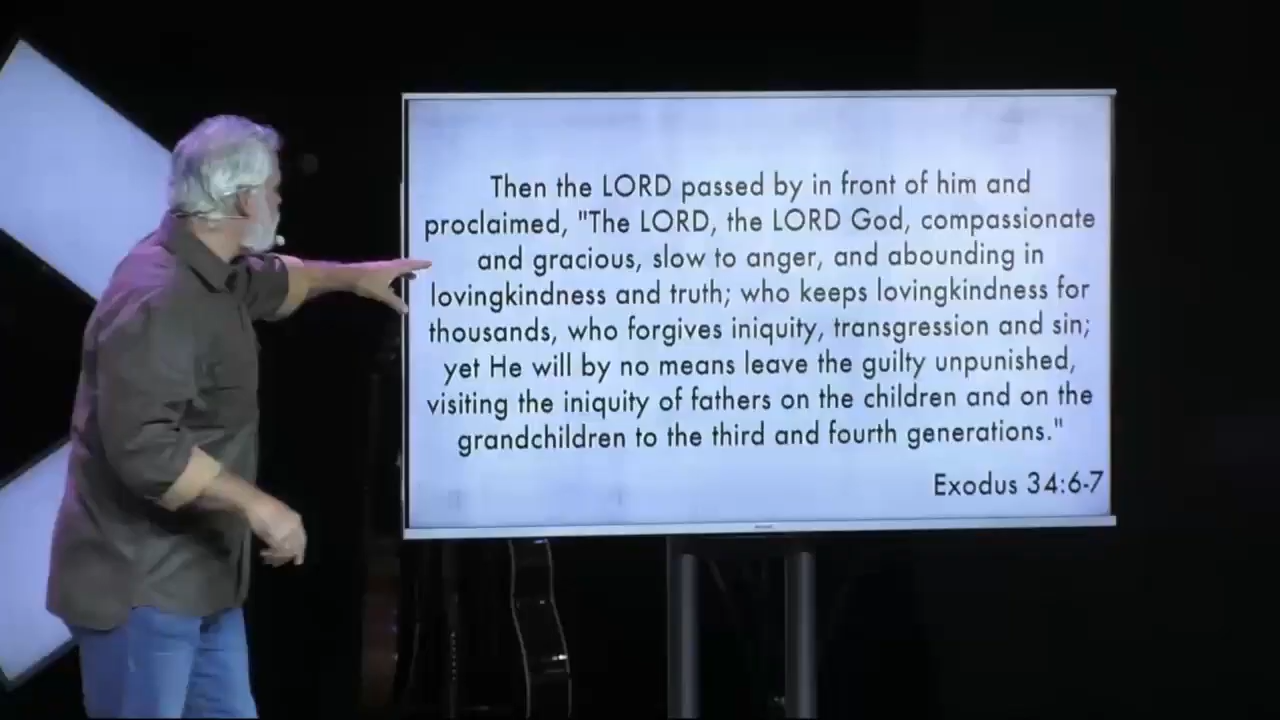 Then the LORD passed by in front of him and
proclaimed, "The LORD, the LORD God, compassionate
and gracious, slow to anger, and abounding in
lovingkindness and truth; who keeps lovingkindness for
thousands, who forgives iniquity, transgression and sin;
yet He will by no means leave the guilty unpunished,
visiting the iniquity of fathers on the children and on the
grandchildren to the third and fourth generations."
Exodus 34:6-7